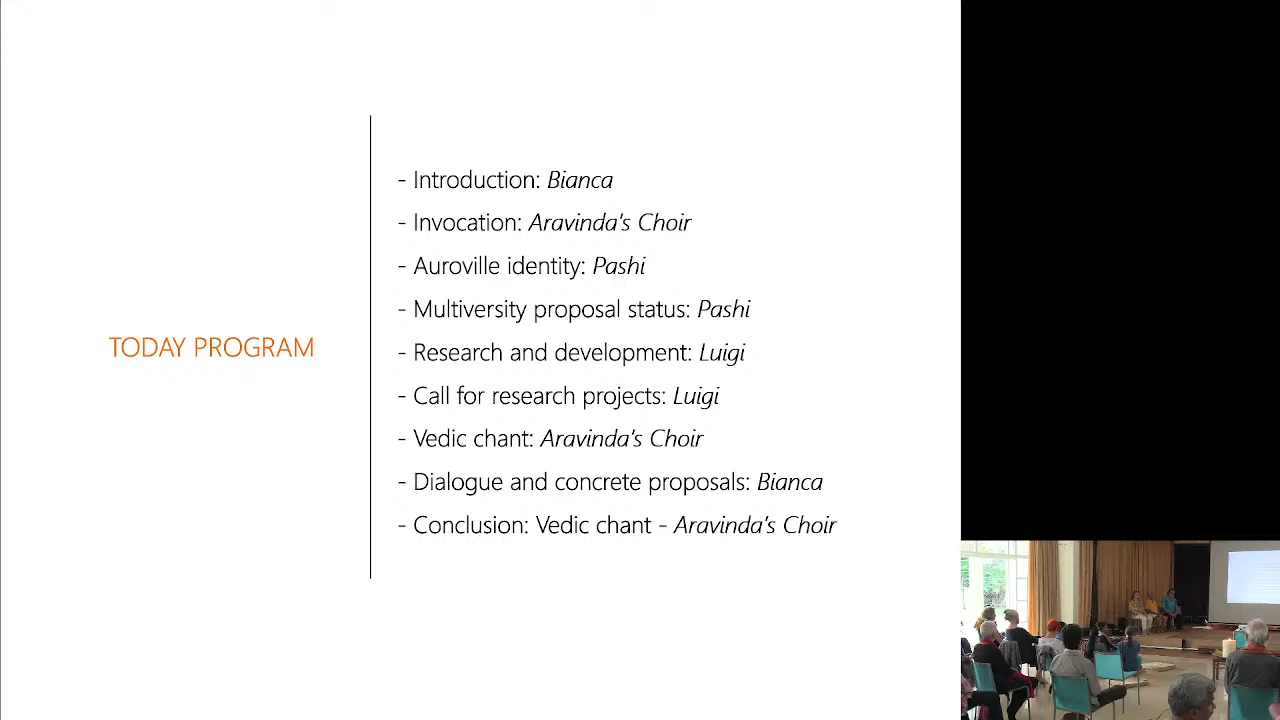 TODAY PROGRAM
- Introduction: Bianca
- Invocation: Aravinda's Choir
- Auroville identity: Pashi
- Multiversity proposal status: Pashi
- Research and development: Luigi
- Call for research projects: Luigi
- Vedic chant: Aravinda's Choir
- Dialogue and concrete proposals: Bianca
- Conclusion: Vedic chant - Aravinda's Choir